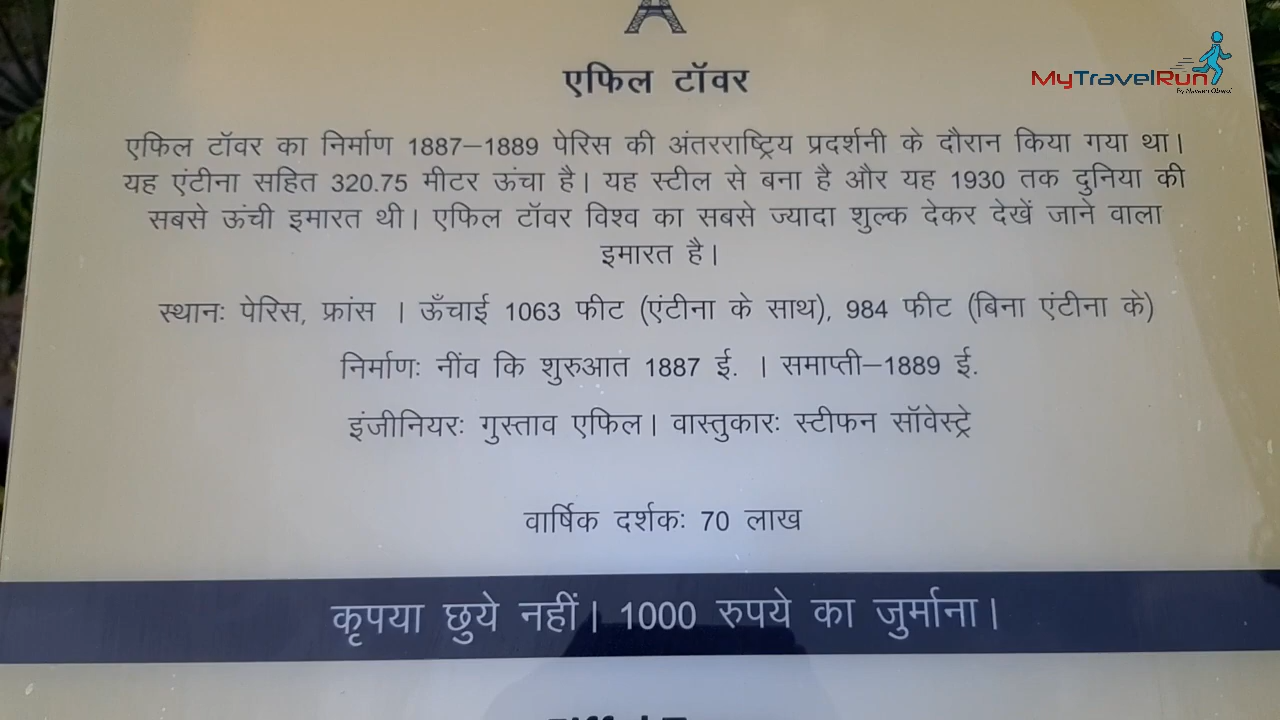 एफिल टॉवर
MyTravelRun
एफिल टॉवर का निर्माण 1887–1889 पेरिस की अंतरराष्ट्रिय प्रदर्शनी के दौरान किया गया था।
यह एंटीना सहित 320.75 मीटर ऊंचा है। यह स्टील से बना है और यह 1930 तक दुनिया की
सबसे ऊंची इमारत थी। एफिल टॉवर विश्व का सबसे ज्यादा शुल्क देकर देखें जाने वाला
इमारत है।
स्थानः पेरिस, फ्रांस । ऊँचाई 1063 फीट (एंटीना के साथ), 984 फीट (बिना एंटीना के)
निर्माणः नींव कि शुरुआत 1887 ई. । समाप्ती–1889 ई.
इंजीनियरः गुस्ताव एफिल। वास्तुकारः स्टीफन सॉवेस्ट्रे
वार्षिक दर्शकः 70 लाख
कृपया छुये नहीं। 1000 रुपये का जुर्माना।